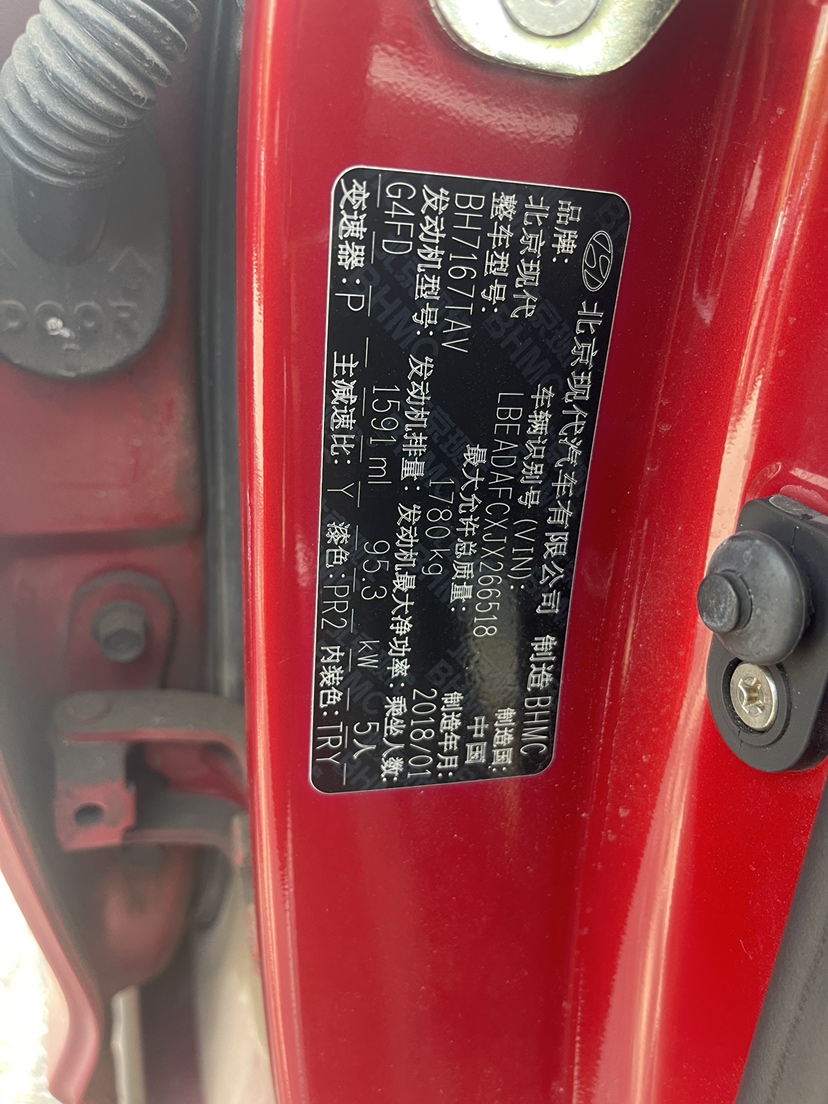 北京现代汽车有限公司 制造 BHMC
品牌: 车辆识别号 (VIN): 制造国:
北京现代 LBEADAFCXJX266518 中国
整车型号: 最大允许总质量: 制造年月:
BH7167TAV 1780 kg 2018/01
发动机型号: 发动机排量: 发动机最大净功率: 乘坐人数:
G4FD 1591 ml 95.3 kW 5人
变速器: P 主减速比: Y 漆色: PR2 内装色: TRY
DOOR